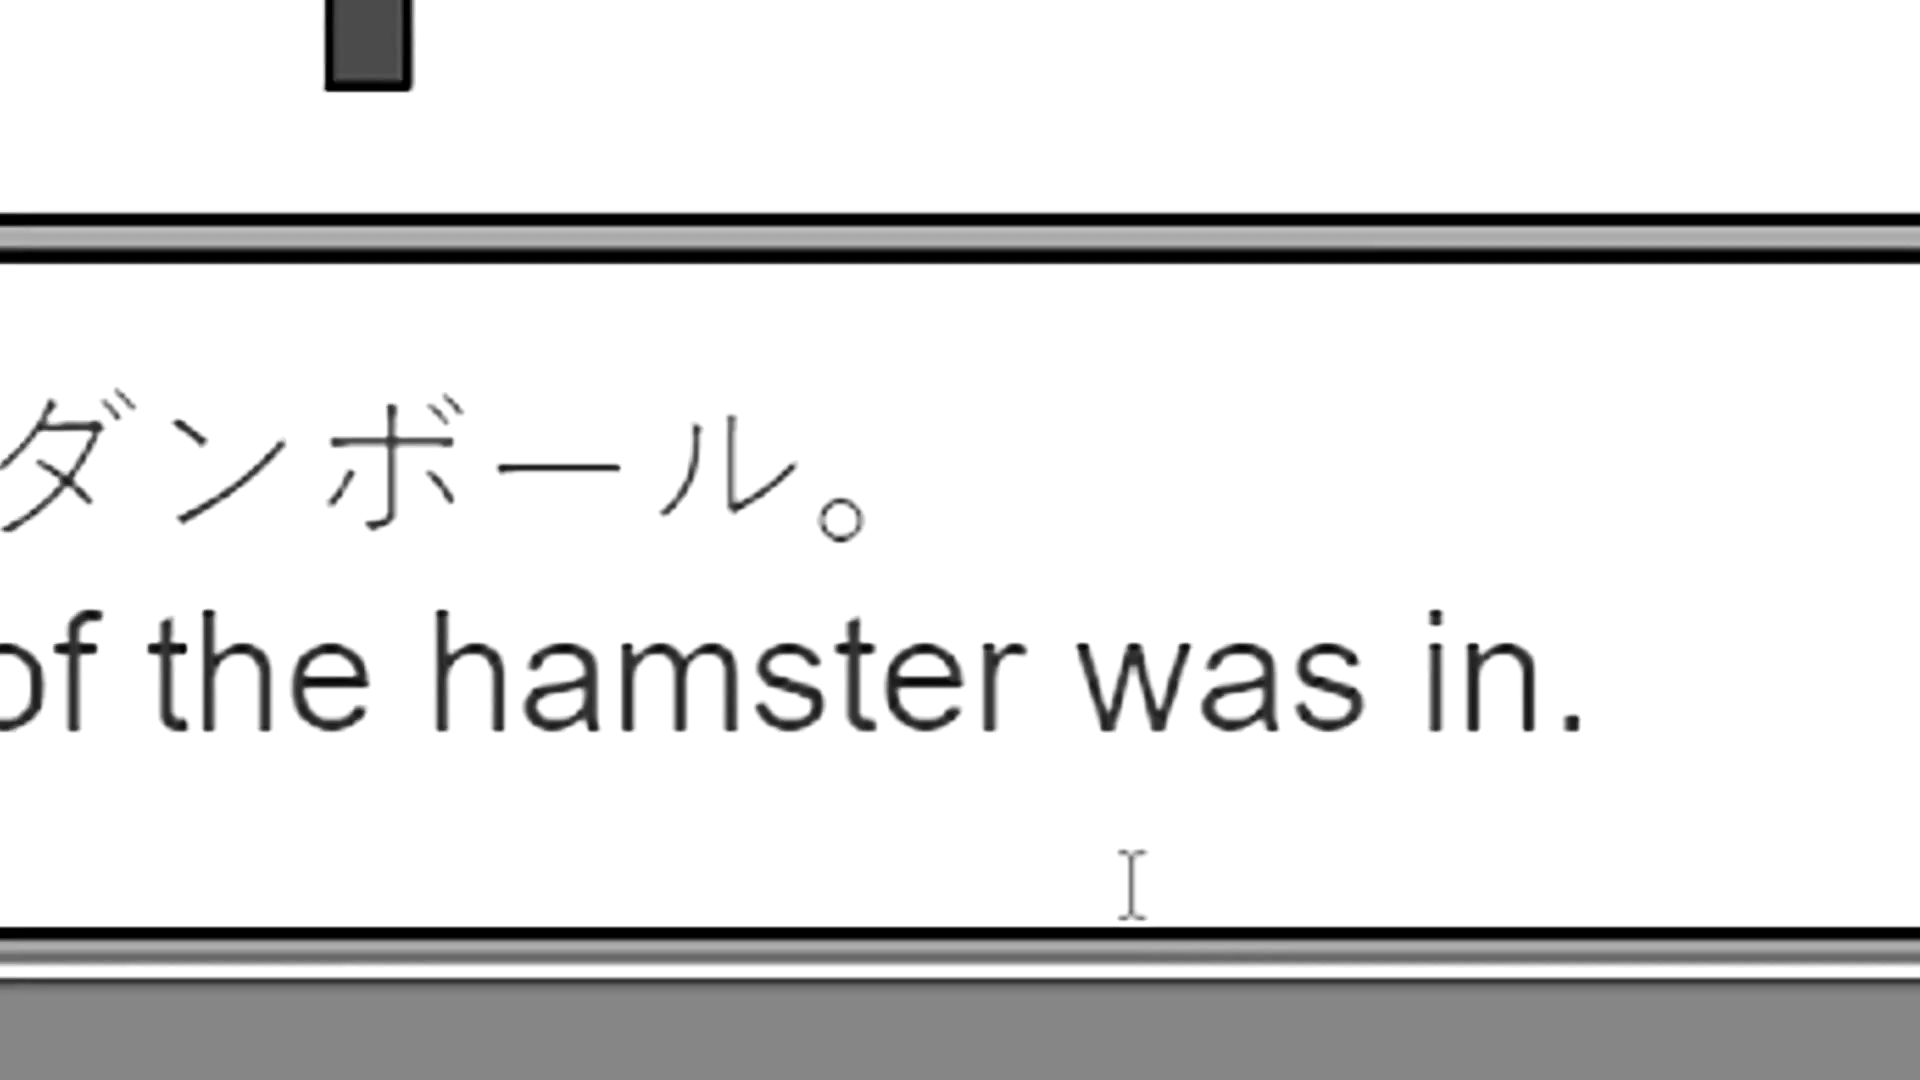 ダンボール。
of the hamster was in.